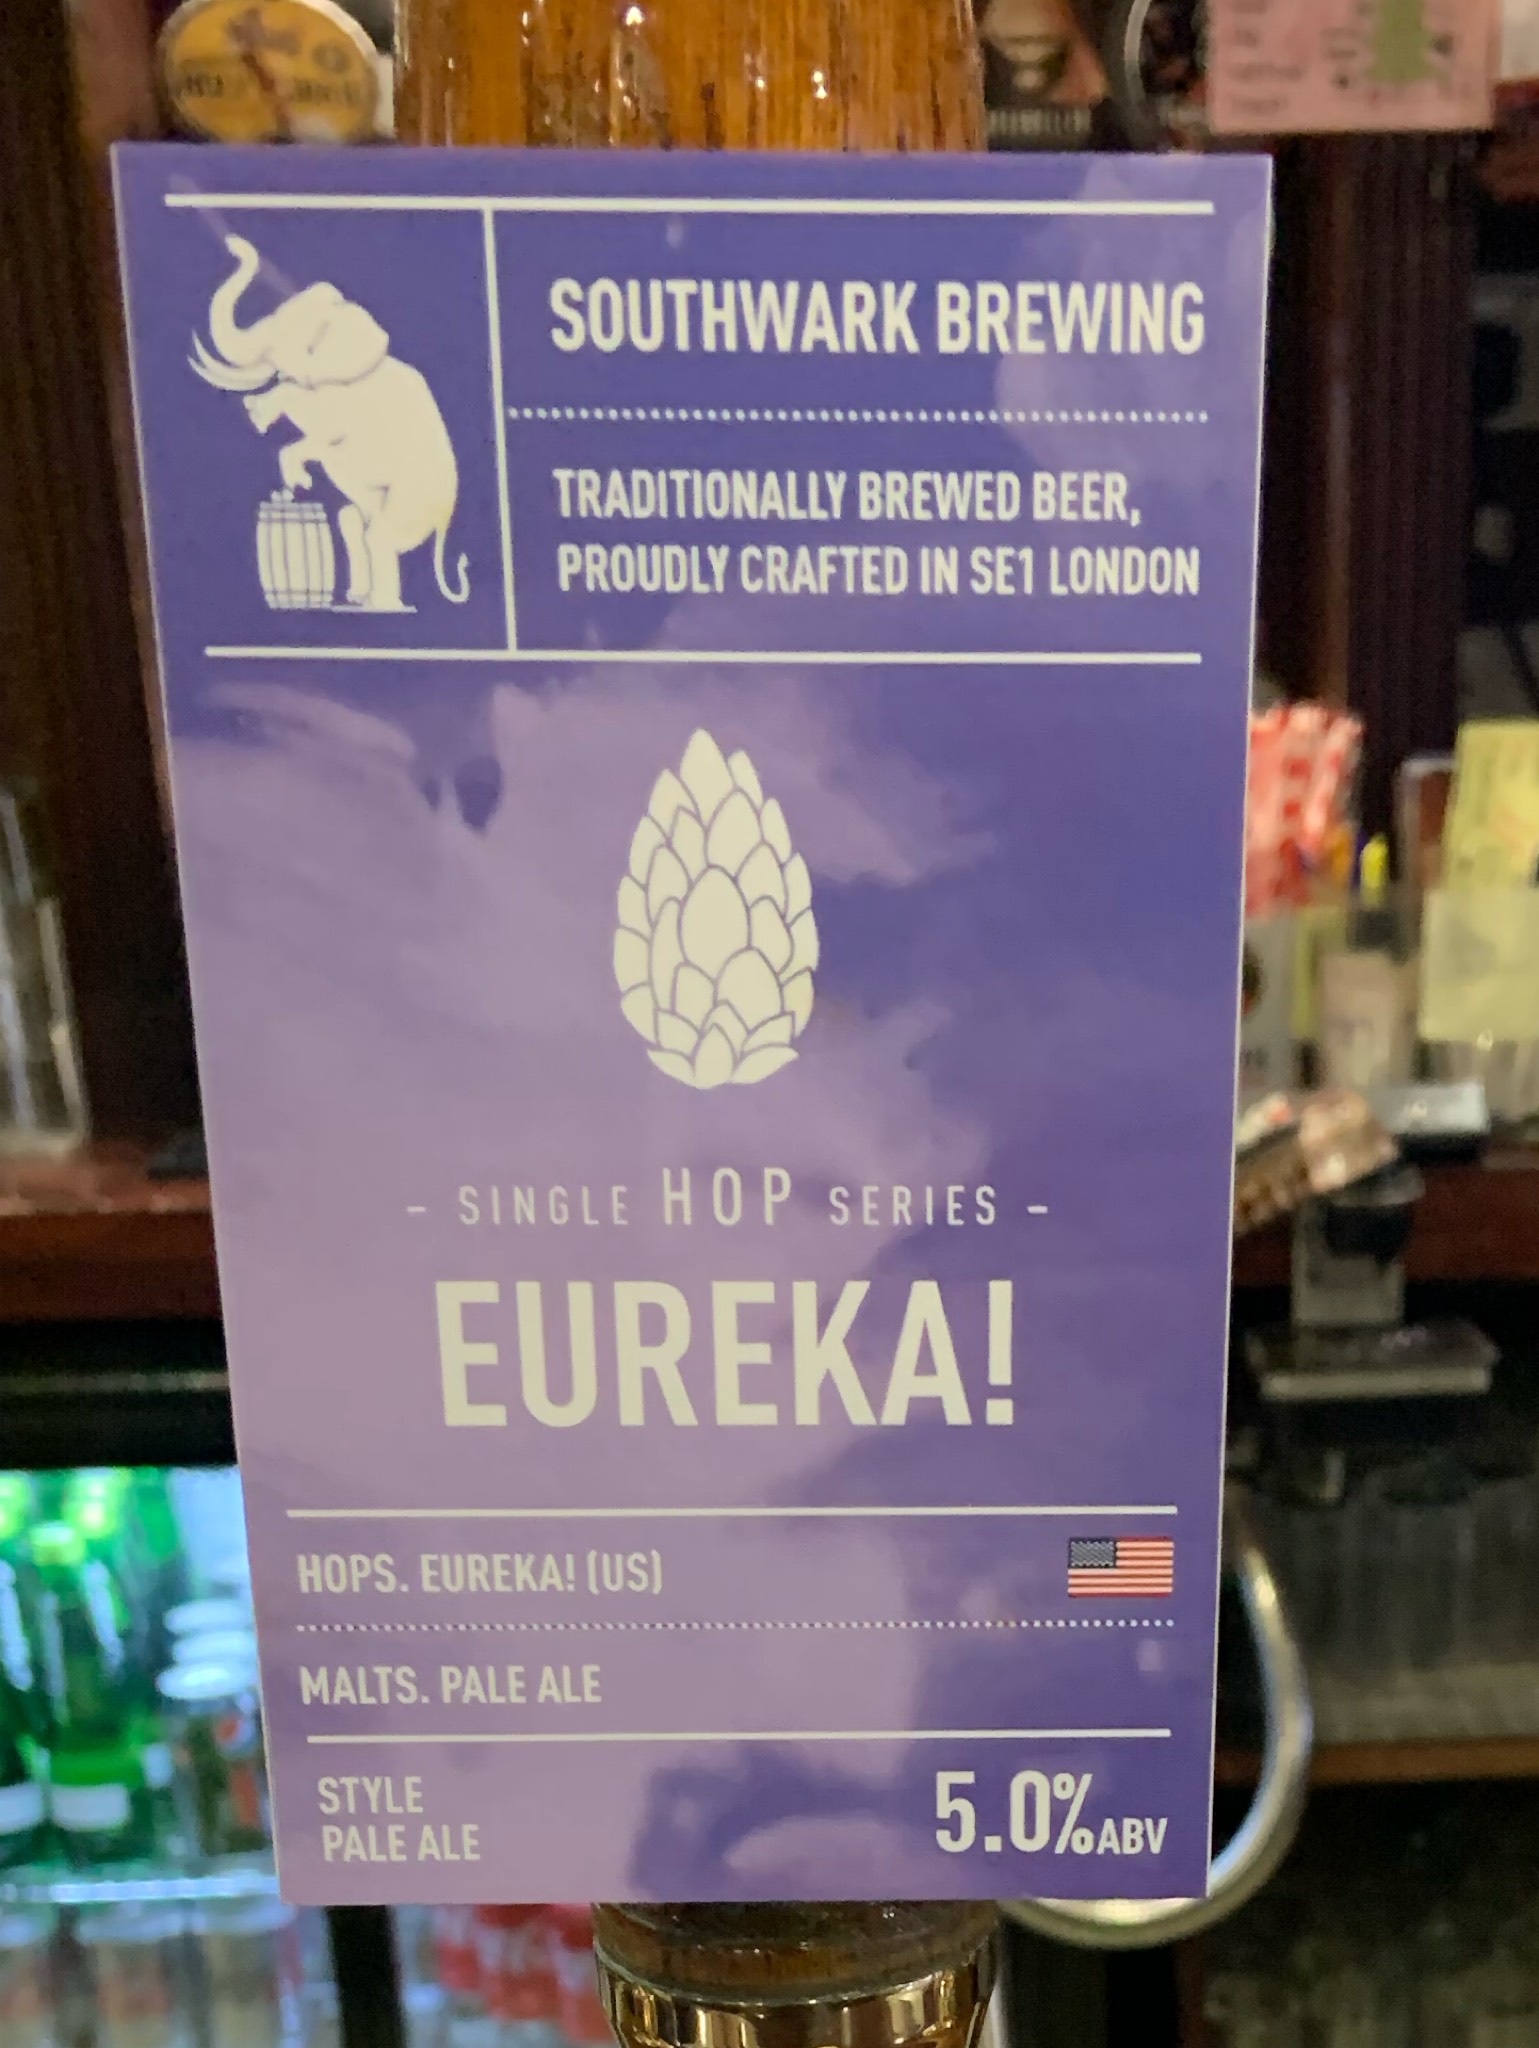 SOUTHWARK BREWING
TRADITIONALLY BREWED BEER,
PROUDLY CRAFTED IN SE1 LONDON
- SINGLE HOP SERIES -
EUREKA!
HOPS. EUREKA! (US)
MALTS. PALE ALE
STYLE
PALE ALE
5.0% ABV